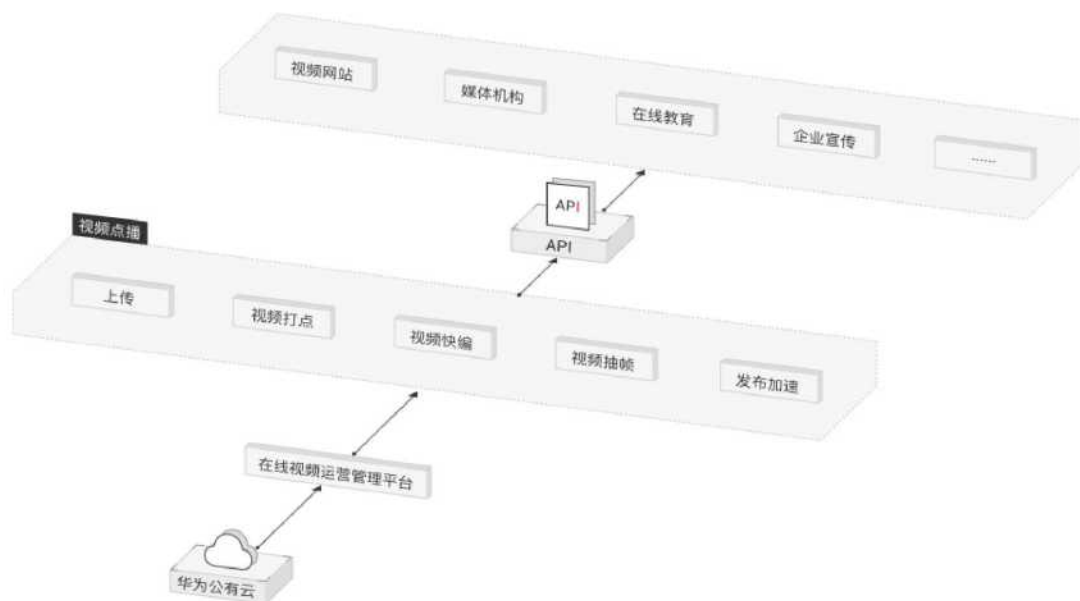 视频网站
媒体机构
在线教育
企业宣传
......
API
API
视频点播
上传
视频打点
视频快编
视频抽帧
发布加速
在线视频运营管理平台
华为公有云